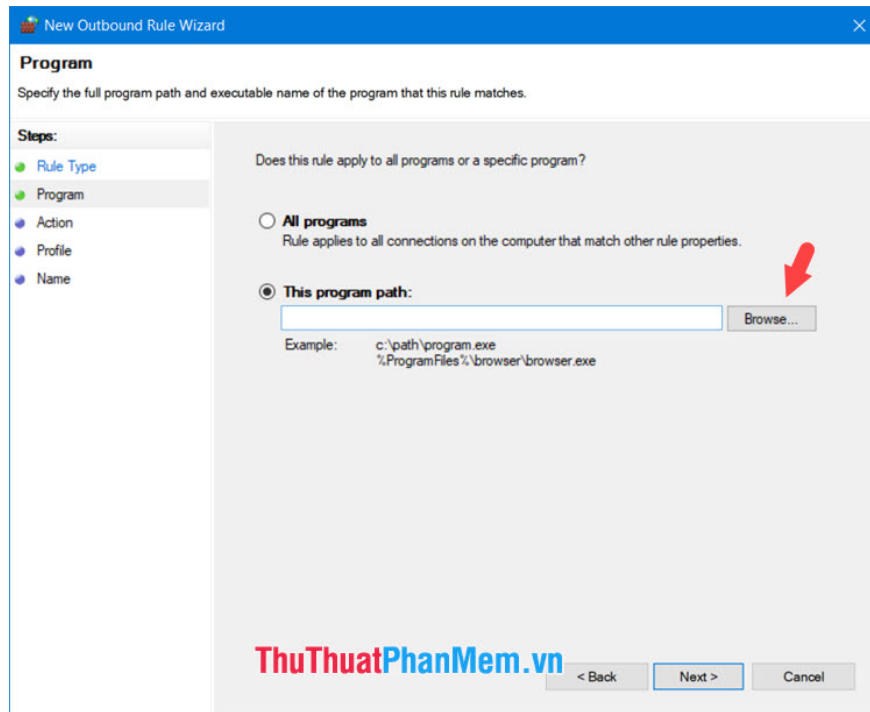 New Outbound Rule Wizard
Program
Specify the full program path and executable name of the program that this rule matches.
Steps:
Rule Type
Program
Action
Profile
Name
Does this rule apply to all programs or a specific program?
All programs
Rule applies to all connections on the computer that match other rule properties.
This program path:
Browse...
Example: c:\path\program.exe
%ProgramFiles%\browser\browser.exe
ThuThuatPhanMem.vn
< Back Next > Cancel